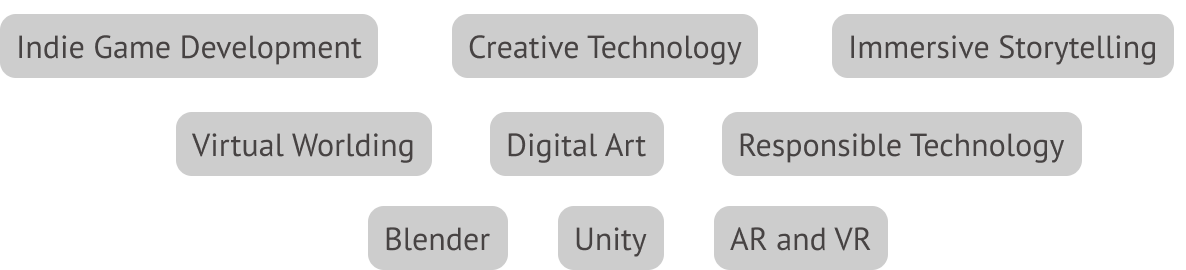 Indie Game Development Creative Technology Immersive Storytelling
Virtual Worlding Digital Art Responsible Technology
Blender Unity AR and VR